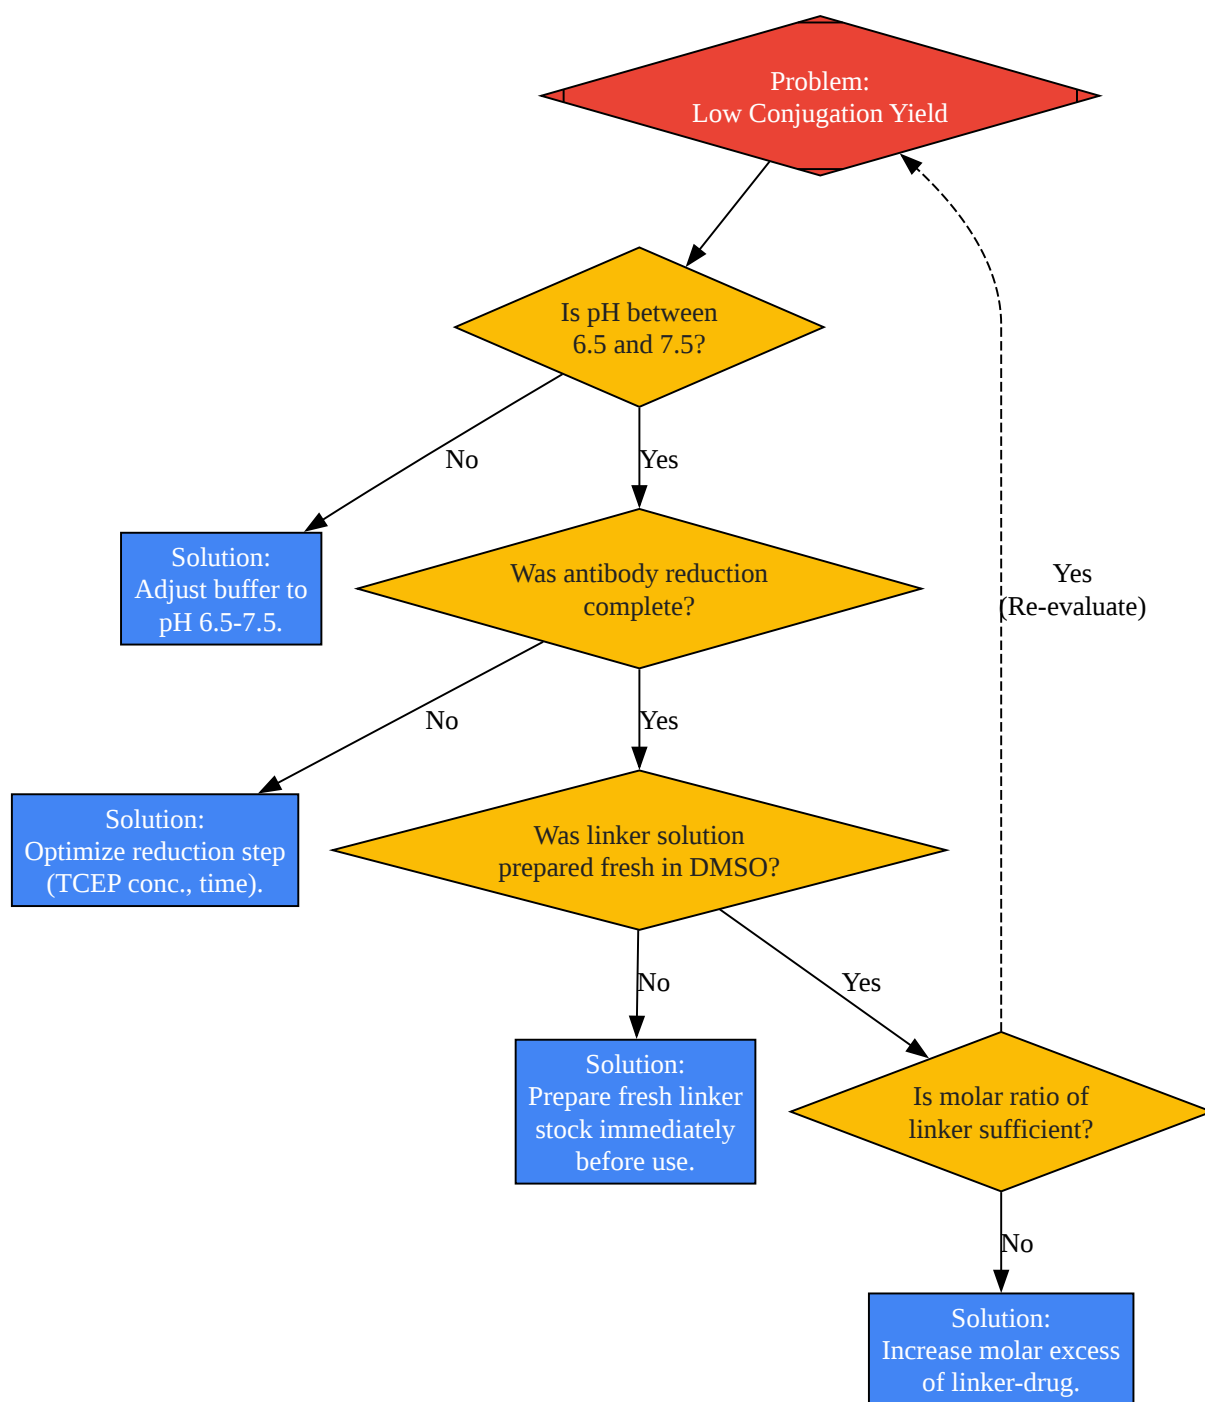 Problem:
Low Conjugation Yield
Is pH between
6.5 and 7.5?
No
Yes
Solution:
Adjust buffer to
pH 6.5-7.5.
Was antibody reduction
complete?
Yes
(Re-evaluate)
No
Yes
Solution:
Optimize reduction step
(TCEP conc., time).
Was linker solution
prepared fresh in DMSO?
No
Yes
Solution:
Prepare fresh linker
stock immediately
before use.
Is molar ratio of
linker sufficient?
No
Solution:
Increase molar excess
of linker-drug.